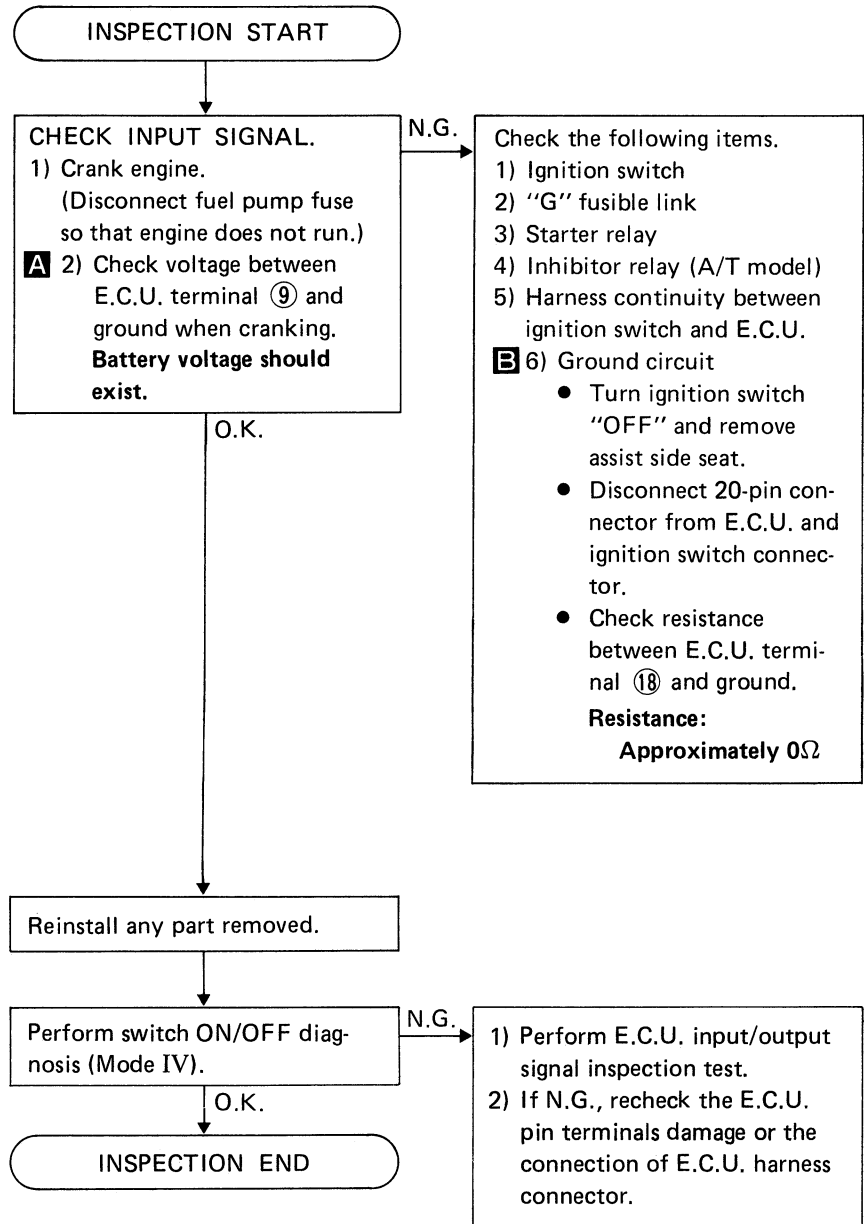 INSPECTION START
CHECK INPUT SIGNAL.
1) Crank engine.
(Disconnect fuel pump fuse
so that engine does not run.)
A 2) Check voltage between
E.C.U. terminal ⑨ and
ground when cranking.
Battery voltage should
exist.
N.G.
Check the following items.
1) Ignition switch
2) "G" fusible link
3) Starter relay
4) Inhibitor relay (A/T model)
5) Harness continuity between
ignition switch and E.C.U.
B 6) Ground circuit
● Turn ignition switch
"OFF" and remove
assist side seat.
● Disconnect 20-pin con-
nector from E.C.U. and
ignition switch connec-
tor.
● Check resistance
between E.C.U. termi-
nal ⑱ and ground.
Resistance:
Approximately 0Ω
O.K.
Reinstall any part removed.
Perform switch ON/OFF diag-
nosis (Mode IV).
N.G.
1) Perform E.C.U. input/output
signal inspection test.
2) If N.G., recheck the E.C.U.
pin terminals damage or the
connection of E.C.U. harness
connector.
O.K.
INSPECTION END